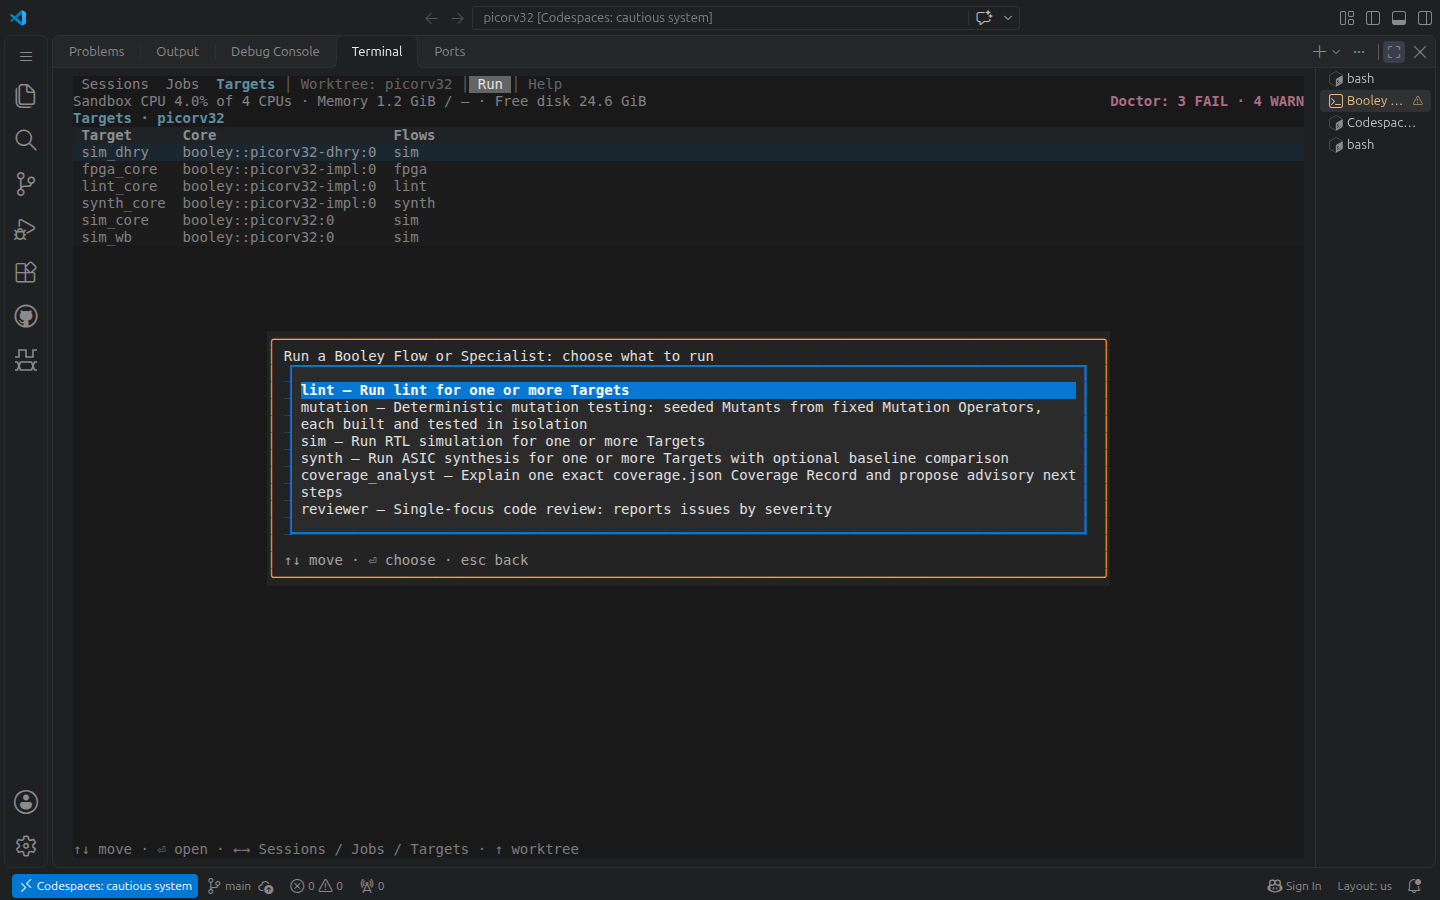 picorv32 [Codespaces: cautious system]
Problems Output Debug Console Terminal Ports
Sessions Jobs Targets Worktree: picorv32 Run Help
Sandbox CPU 4.0% of 4 CPUs · Memory 1.2 GiB / — · Free disk 24.6 GiB Doctor: 3 FAIL · 4 WARN
Targets · picorv32
Target Core Flows
sim_dhry booley::picorv32-dhry:0 sim
fpga_core booley::picorv32-impl:0 fpga
lint_core booley::picorv32-impl:0 lint
synth_core booley::picorv32-impl:0 synth
sim_core booley::picorv32:0 sim
sim_wb booley::picorv32:0 sim
bash
Booley ...
Codespac...
bash
Run a Booley Flow or Specialist: choose what to run
lint — Run lint for one or more Targets
mutation — Deterministic mutation testing: seeded Mutants from fixed Mutation Operators,
each built and tested in isolation
sim — Run RTL simulation for one or more Targets
synth — Run ASIC synthesis for one or more Targets with optional baseline comparison
coverage_analyst — Explain one exact coverage.json Coverage Record and propose advisory next
steps
reviewer — Single-focus code review: reports issues by severity
↑↓ move · ⏎ choose · esc back
↑↓ move · ⏎ open · ←→ Sessions / Jobs / Targets · ↑ worktree
Codespaces: cautious system main 0 0 0 Sign In Layout: us